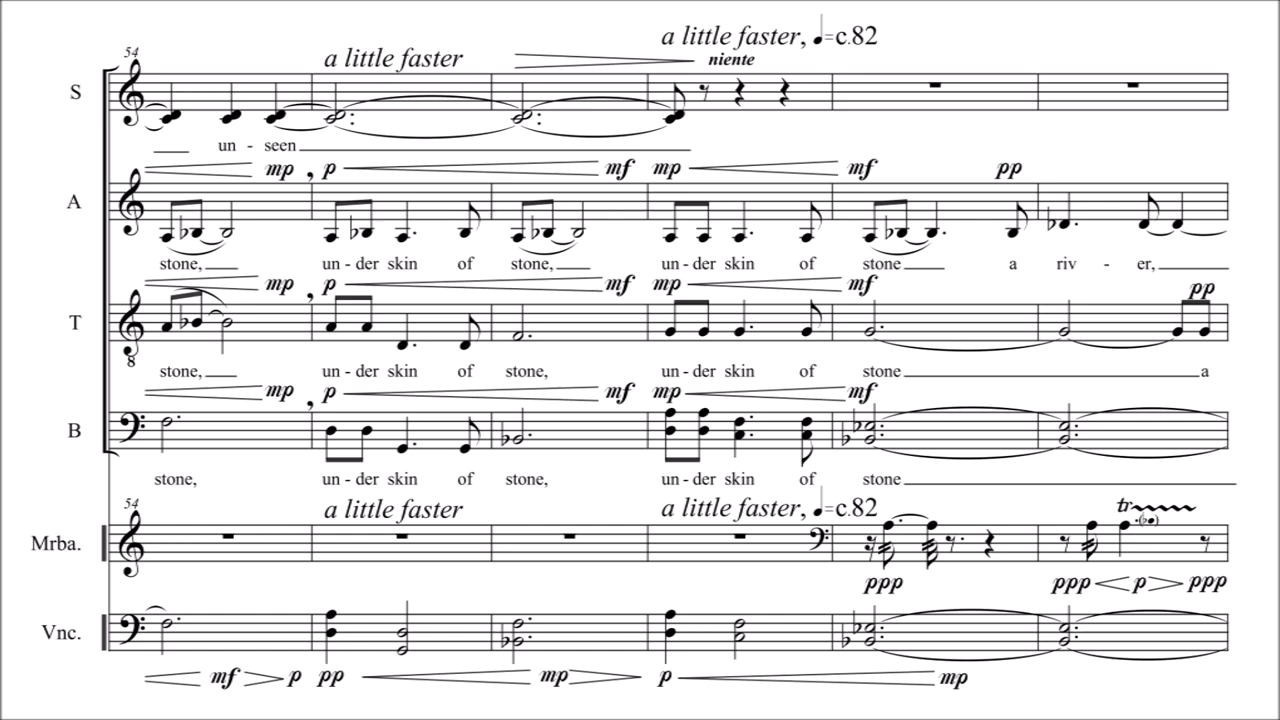 a little faster, ♩=c.82
54
a little faster
niente
S
un - seen
mp , p mf mp mf pp
A
stone, un - der skin of stone, un - der skin of stone a riv - er,
mp , p mf mp mf pp
T
8
stone, un - der skin of stone, un - der skin of stone a
mp , p mf mp mf
B
stone, un - der skin of stone, un - der skin of stone
54
a little faster a little faster, ♩=c.82
tr
Mrba.
ppp ppp p ppp
Vnc.
mf p pp mp p mp